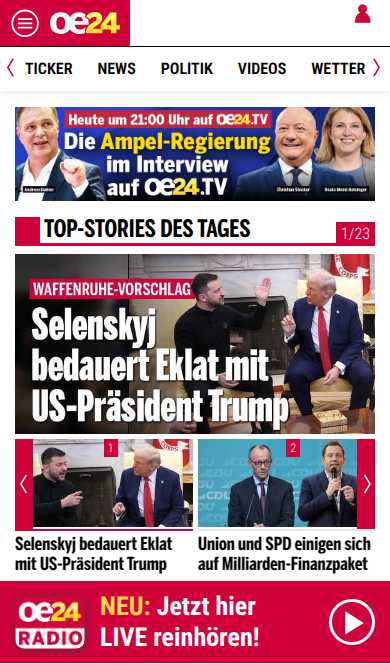 oe24
TICKER NEWS POLITIK VIDEOS WETTER
Heute um 21:00 Uhr auf oe24.TV
Die Ampel-Regierung
im Interview
auf oe24.TV
Andreas Babler
Christian Stocker
Beate Meinl-Reisinger
TOP-STORIES DES TAGES
1/23
WAFFENRUHE-VORSCHLAG
Selenskyj
bedauert Eklat mit
US-Präsident Trump
1
2
CDU
Selenskyj bedauert Eklat
mit US-Präsident Trump
Union und SPD einigen sich
auf Milliarden-Finanzpaket
oe24
RADIO
NEU: Jetzt hier
LIVE reinhören!